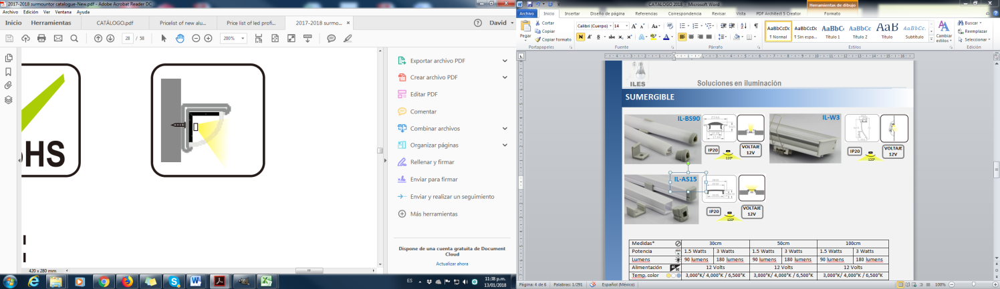 2017-2018 surmountor catalogue-New.pdf - Adobe Acrobat Reader DC
Archivo Edición Ver Ventana Ayuda
Inicio Herramientas CATÁLOGO.pdf Pricelist of new alu... Price list of led profi... 2017-2018 surmo... × David
28 / 58 200%
HS
Exportar archivo PDF
Crear archivo PDF
Editar PDF
Comentar
Combinar archivos
Organizar páginas
Rellenar y firmar
Enviar para firmar
Enviar y realizar un seguimiento
Más herramientas
Dispone de una cuenta gratuita de Document
Cloud
Actualizar ahora
420 x 280 mm
ES 11:38 p.m.
13/01/2018
CATÁLOGO 2018 - Microsoft Word
Herramientas de dibujo
Archivo Inicio Insertar Diseño de página Referencias Correspondencia Revisar Vista PDF Architect 5 Creator Formato
Pegar
Cortar
Copiar
Copiar formato
Portapapeles
Calibri (Cuerpo) 14
Fuente
Párrafo
AaBbCcDc AaBbCcDc AaBbC AaBbCc AaB AaBbCc.
¶ Normal ¶ Sin espa... Título 1 Título 2 Título Subtítulo
Estilos
Cambiar
estilos
Buscar
Reemplazar
Seleccionar
Edición
ILES
Soluciones en iluminación
SUMERGIBLE
IL-BS90
IP20
120°
VOLTAJE
12V
IL-W3
IP20
120°
VOLTAJE
12V
IL-AS15
IP20
120°
VOLTAJE
12V
Medidas* 30cm 50cm 100cm
Potencia 1.5 Watts 3 Watts 1.5 Watts 3 Watts 1.5 Watts 3 Watts
Lumens 90 lumens 180 lumens 90 lumens 180 lumens 90 lumens 180 lumens
Alimentación 12 Volts 12 Volts 12 Volts
Temp. color 3,000°K/ 4,000°K / 6,500°K 3,000°K/ 4,000°K / 6,500°K 3,000°K/ 4,000°K / 6,500°K
Página: 4 de 6 Palabras: 1/291 Español (México) 100%